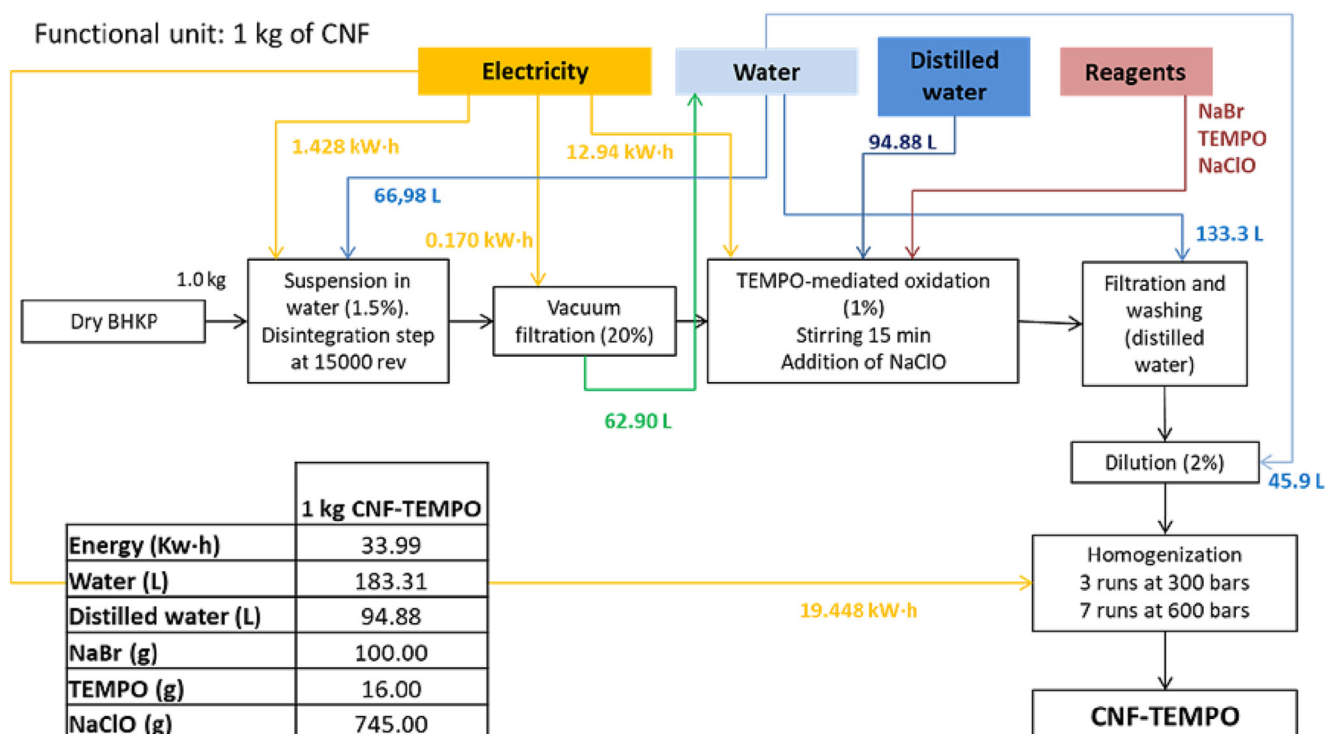 Functional unit: 1 kg of CNF
Electricity
Water
Distilled
water
Reagents
NaBr
TEMPO
NaClO
1.428 kW·h
12.94 kW·h
94.88 L
66,98 L
0.170 kW·h
133.3 L
1.0 kg
Dry BHKP
Suspension in
water (1.5%).
Disintegration step
at 15000 rev
Vacuum
filtration (20%)
TEMPO-mediated oxidation
(1%)
Stirring 15 min
Addition of NaClO
Filtration and
washing
(distilled
water)
62.90 L
Dilution (2%)
45.9 L
Homogenization
3 runs at 300 bars
7 runs at 600 bars
19.448 kW·h
CNF-TEMPO
1 kg CNF-TEMPO
Energy (Kw·h) 33.99
Water (L) 183.31
Distilled water (L) 94.88
NaBr (g) 100.00
TEMPO (g) 16.00
NaClO (g) 745.00